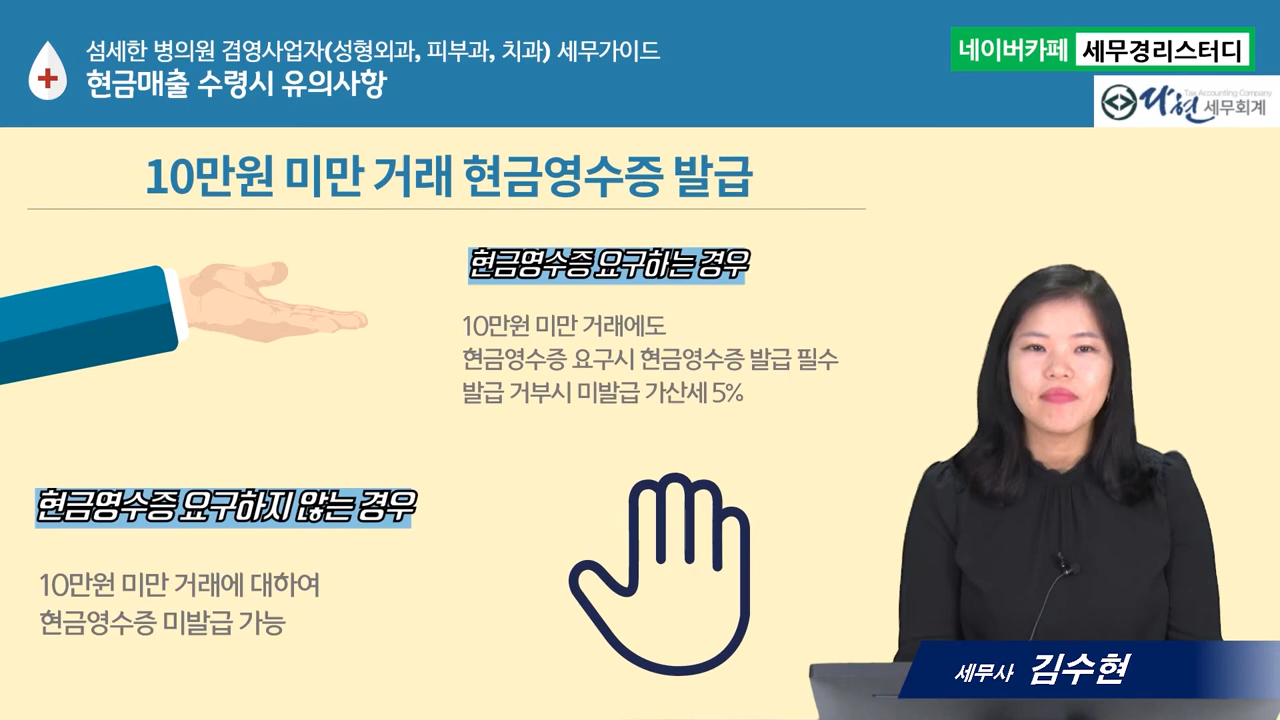 섬세한 병의원 겸영사업자(성형외과, 피부과, 치과) 세무가이드
현금매출 수령시 유의사항
네이버카페 세무경리스터디
Tax Accounting Company
다현 세무회계
10만원 미만 거래 현금영수증 발급
현금영수증 요구하는 경우
10만원 미만 거래에도
현금영수증 요구시 현금영수증 발급 필수
발급 거부시 미발급 가산세 5%
현금영수증 요구하지 않는 경우
10만원 미만 거래에 대하여
현금영수증 미발급 가능
세무사 김수현